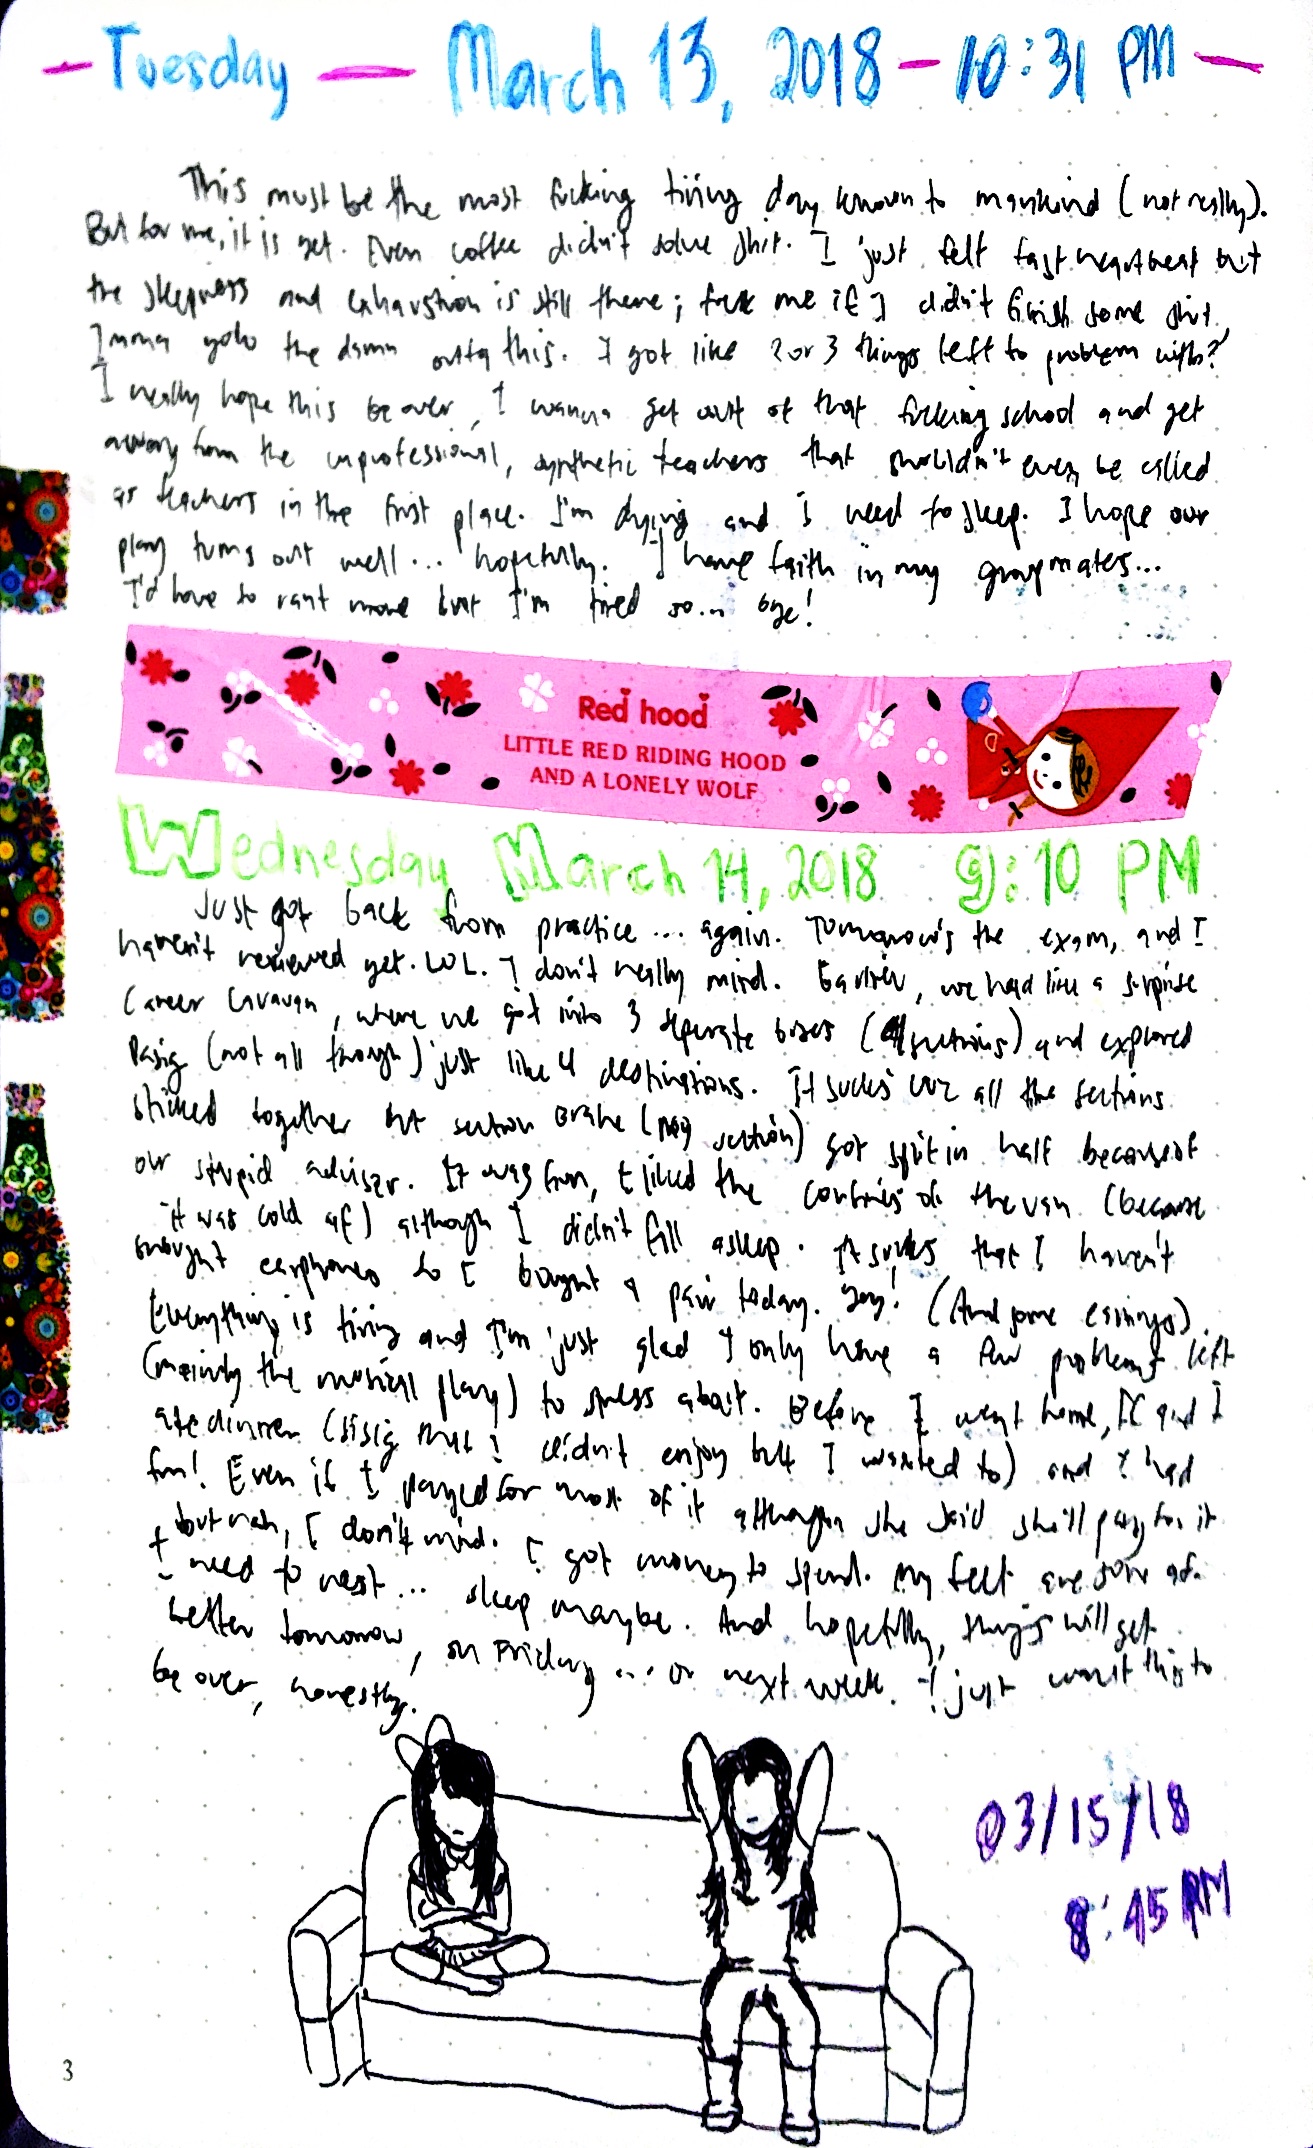 Tuesday — March 13, 2018 - 10:31 PM
This must be the most fucking tiring day known to mankind (not really).
But for me, it is yet. Even coffee didn't solve shit. I just felt fast heartbeat but
the sleepiness and exhaustion is still there; fuck me if I didn't finish some shit,
Imma yolo the damn outta this. I got like 2 or 3 things left to problem with?
I really hope this be over, I wanna get out of that fucking school and get
away from the unprofessional, synthetic teachers that shouldn't even be called
as teachers in the first place. I'm dying and I need to sleep. I hope our
play turns out well... hopefully. I have faith in my groupmates...
I'd have to rant more but I'm tired so... bye!
Red hood
LITTLE RED RIDING HOOD
AND A LONELY WOLF
Wednesday March 14, 2018 9:10 PM
Just got back from practice... again. Tomorrow's the exam, and I
haven't reviewed yet. LOL. I don't really mind. Earlier, we had like a surprise
Career Caravan, where we got into 3 separate buses (sections) and explored
Pasig (not all though) just like 4 destinations. It sucks cuz all the sections
sticked together but section Brahe (my section) got split in half because of
our stupid adviser. It was fun, I liked the of the van (because
it was cold af) although I didn't fall asleep. It sucks that I haven't
brought earphones so I bought a pair today. Yay! (And some earrings).
Everything is tiring and I'm just glad I only have a few problems left
(mainly the musical play) to stress about. Before I went home, and I
ate dinner (sisig that I didn't enjoy but I wanted to) and I had
fun! Even if I payed for most of it although she said she'll pay for it
but nah, I don't mind. I got money to spend. My feet are sore af.
I need to rest... sleep maybe. And hopefully, things will get
better tomorrow, on Friday... or next week. I just want this to
be over, honestly.
03/15/18
8:45 PM
3